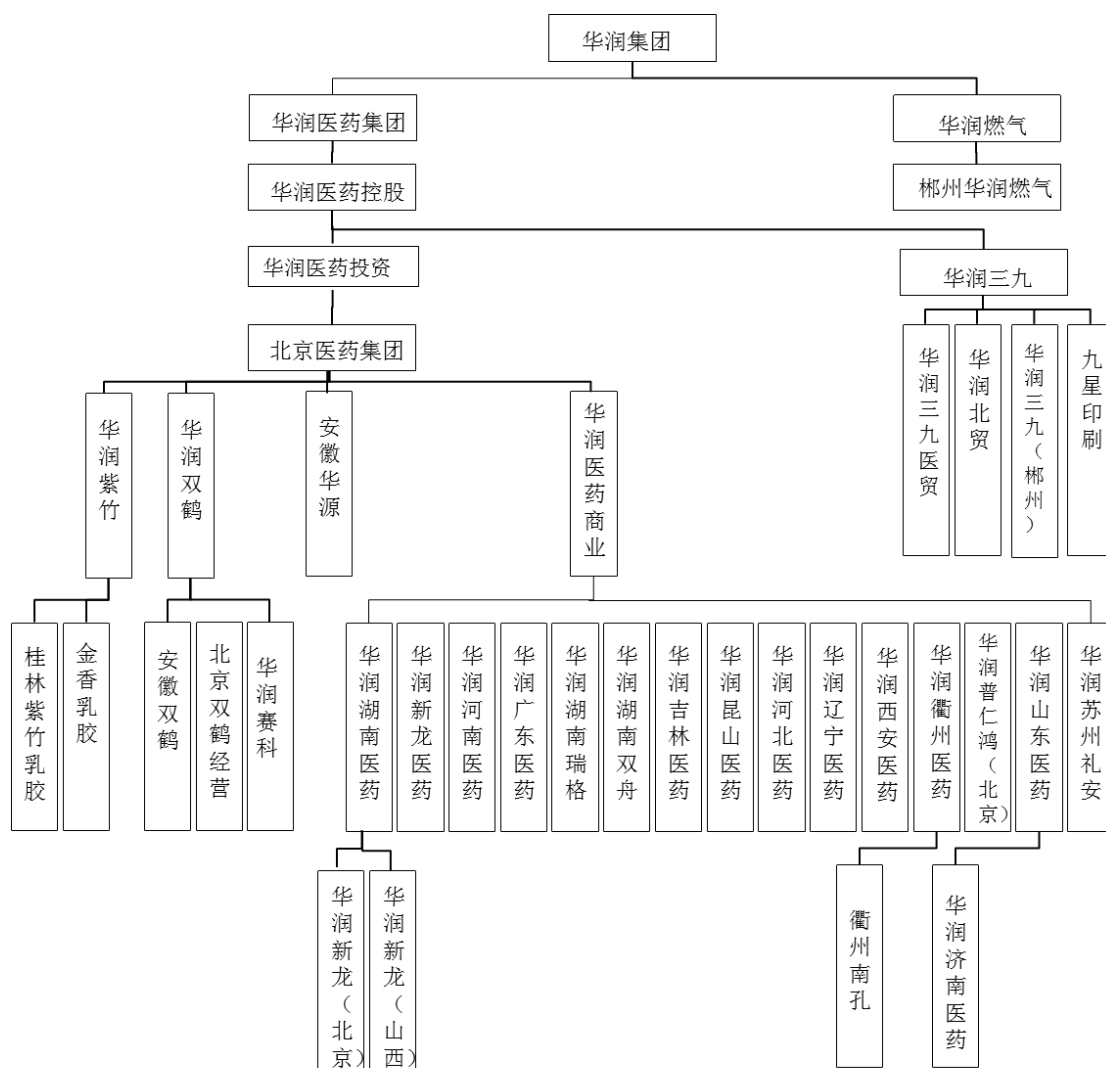 华润集团
华润医药集团
华润燃气
华润医药控股
郴州华润燃气
华润医药投资
华润三九
北京医药集团
华润三九医贸
华润北贸
华润三九（郴州）
九星印刷
华润紫竹
华润双鹤
安徽华源
华润医药商业
桂林紫竹乳胶
金香乳胶
安徽双鹤
北京双鹤经营
华润赛科
华润湖南医药
华润新龙医药
华润河南医药
华润广东医药
华润湖南瑞格
华润湖南双舟
华润吉林医药
华润昆山医药
华润河北医药
华润辽宁医药
华润西安医药
华润衢州医药
华润普仁鸿（北京）
华润山东医药
华润苏州礼安
华润新龙（北京）
华润新龙（山西）
衢州南孔
华润济南医药